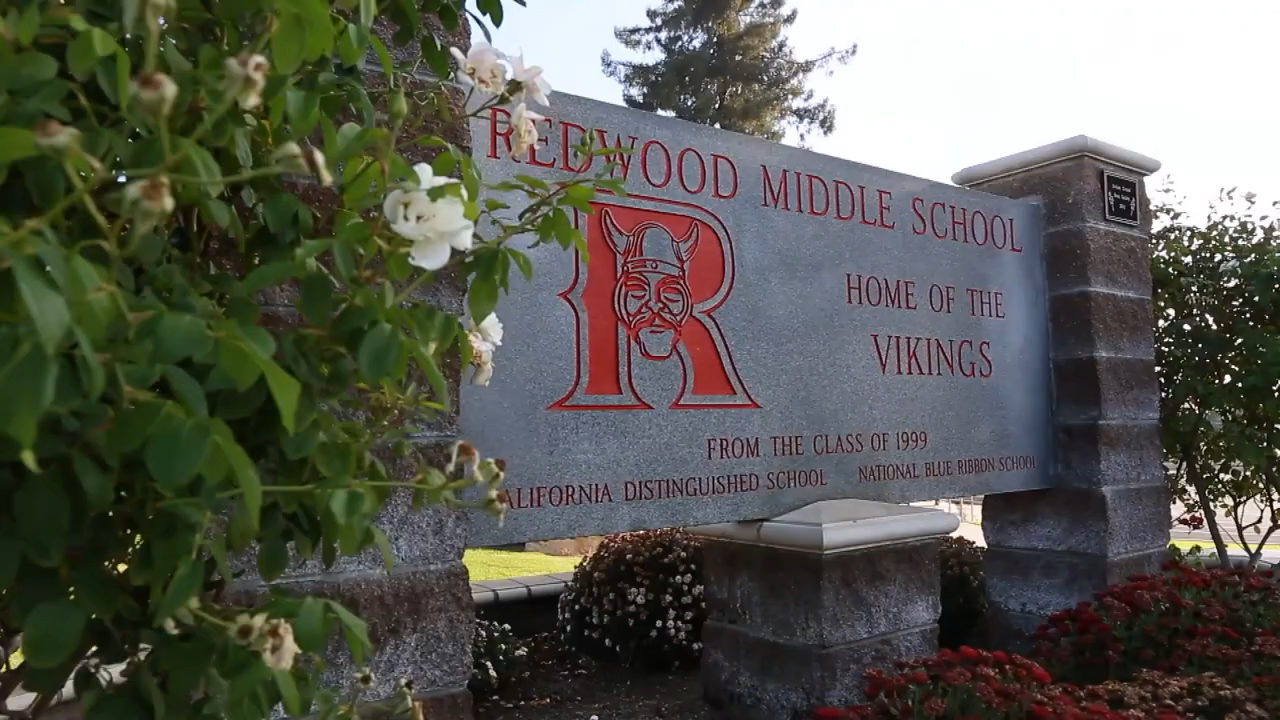 REDWOOD MIDDLE SCHOOL
R
HOME OF THE
VIKINGS
FROM THE CLASS OF 1999
ALIFORNIA DISTINGUISHED SCHOOL NATIONAL BLUE RIBBON SCHOOL